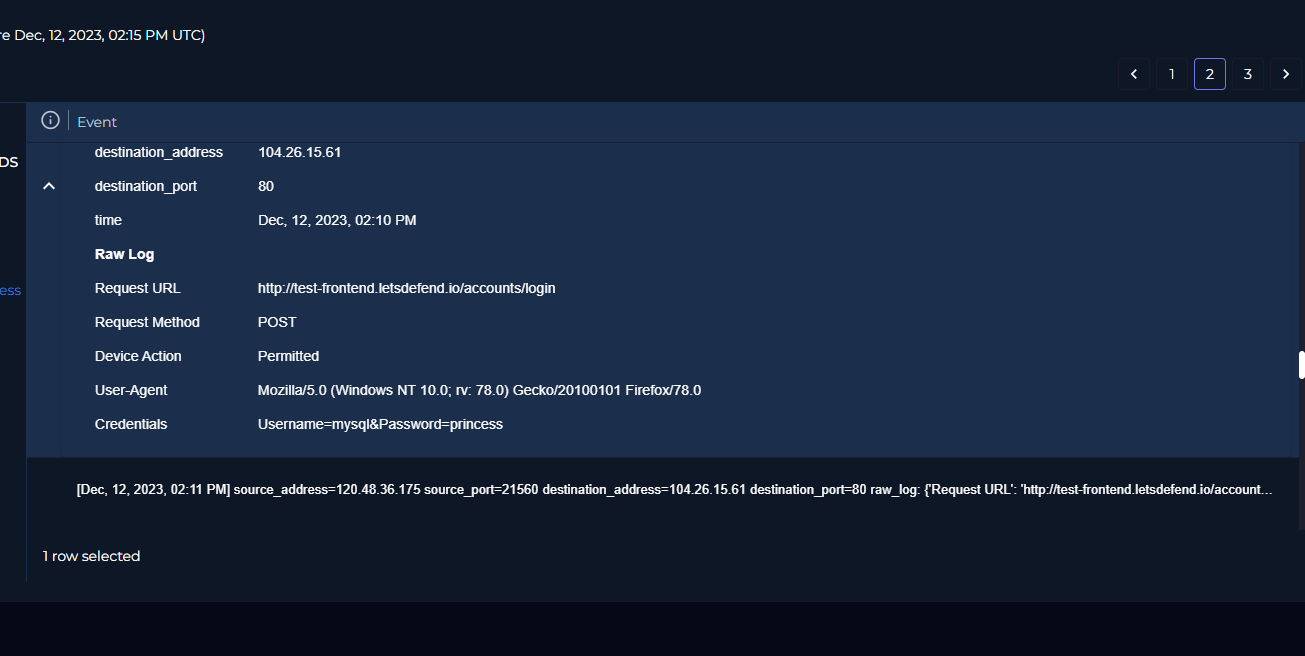 re Dec, 12, 2023, 02:15 PM UTC)
1 2 3
Event
DS
destination_address 104.26.15.61
destination_port 80
time Dec, 12, 2023, 02:10 PM
Raw Log
ess
Request URL http://test-frontend.letsdefend.io/accounts/login
Request Method POST
Device Action Permitted
User-Agent Mozilla/5.0 (Windows NT 10.0; rv: 78.0) Gecko/20100101 Firefox/78.0
Credentials Username=mysql&Password=princess
[Dec, 12, 2023, 02:11 PM] source_address=120.48.36.175 source_port=21560 destination_address=104.26.15.61 destination_port=80 raw_log: {'Request URL': 'http://test-frontend.letsdefend.io/account...
1 row selected